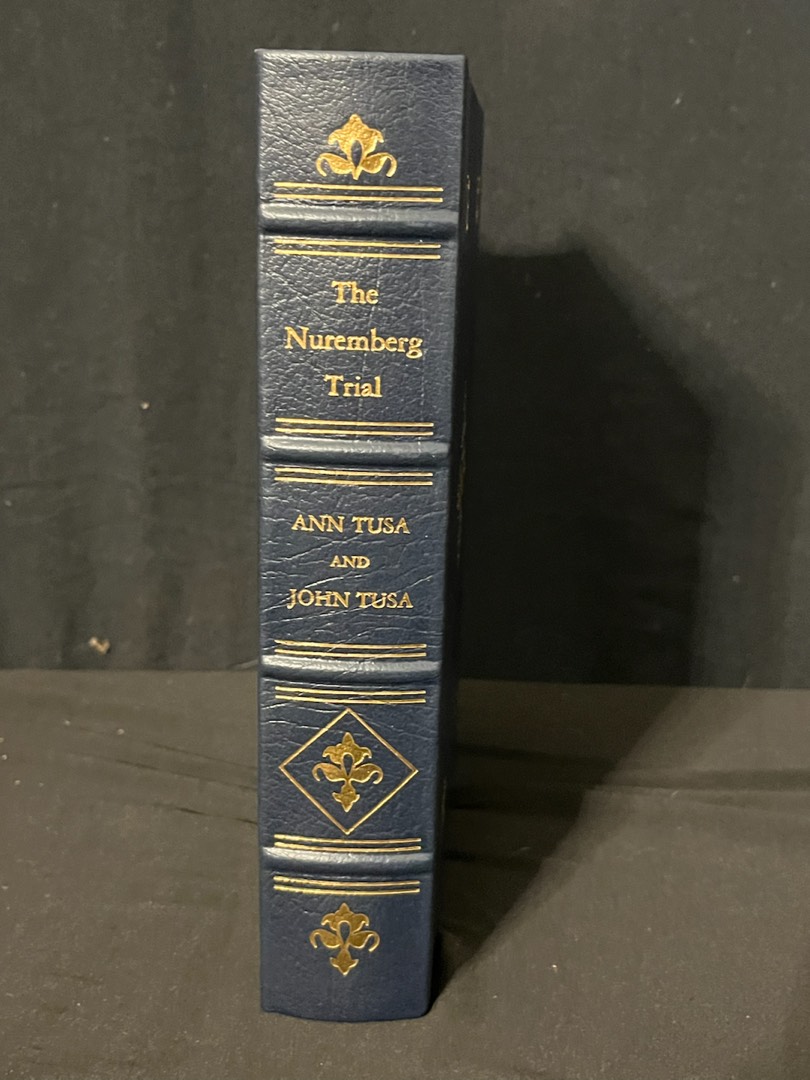 The
Nuremberg
Trial
ANN TUSA
AND
JOHN TUSA